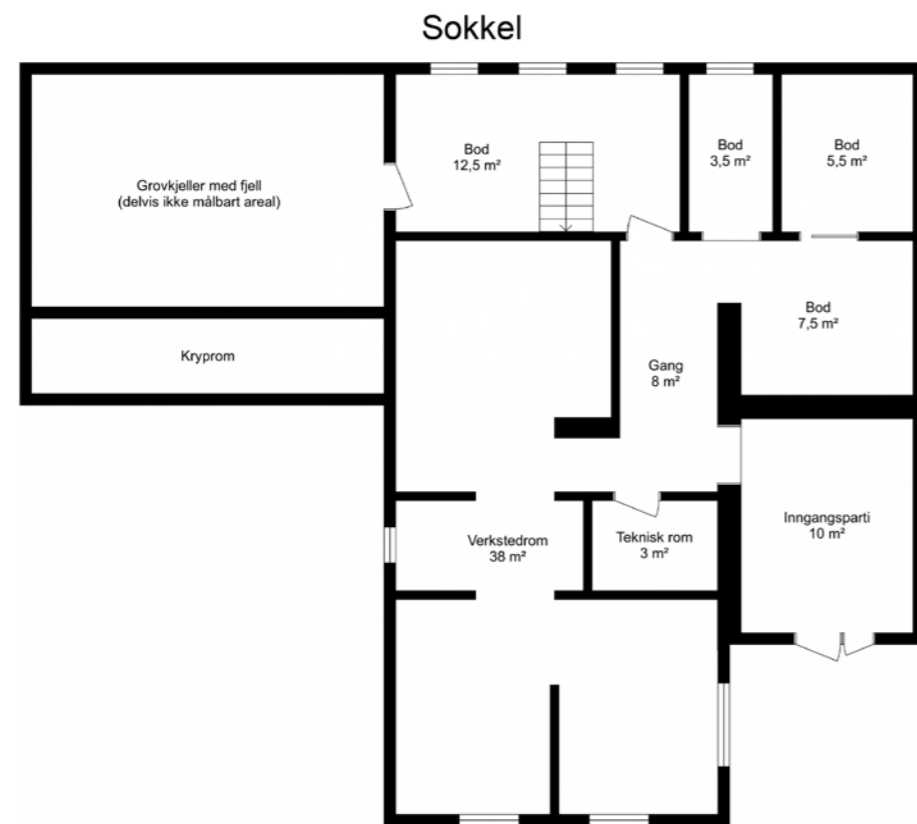 Sokkel
Bod
12,5 m²
Bod
3,5 m²
Bod
5,5 m²
Grovkjeller med fjell
(delvis ikke målbart areal)
Bod
7,5 m²
Kryprom
Gang
8 m²
Inngangsparti
10 m²
Verkstedrom
38 m²
Teknisk rom
3 m²